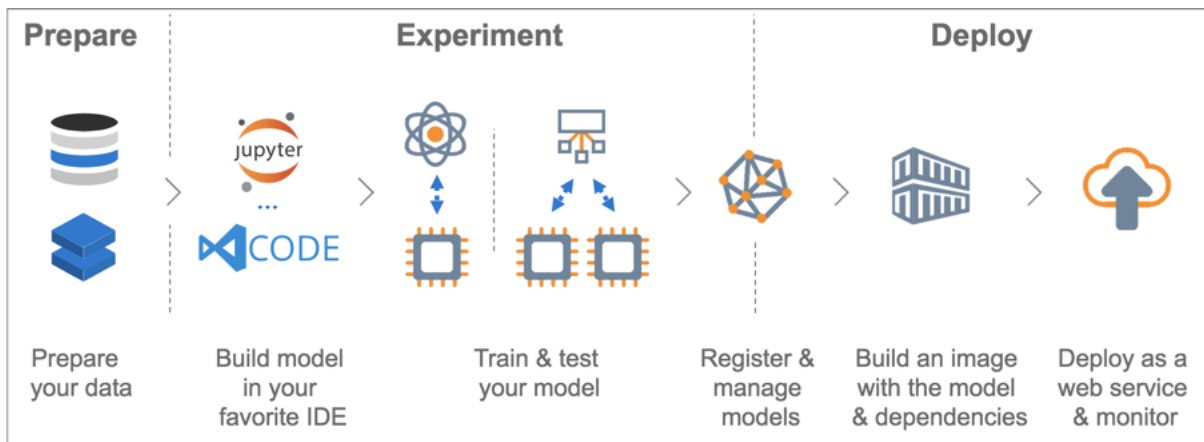 Prepare
Experiment
Deploy
jupyter
CODE
Prepare
your data
Build model
in your
favorite IDE
Train & test
your model
Register &
manage
models
Build an image
with the model
& dependencies
Deploy as a
web service
& monitor